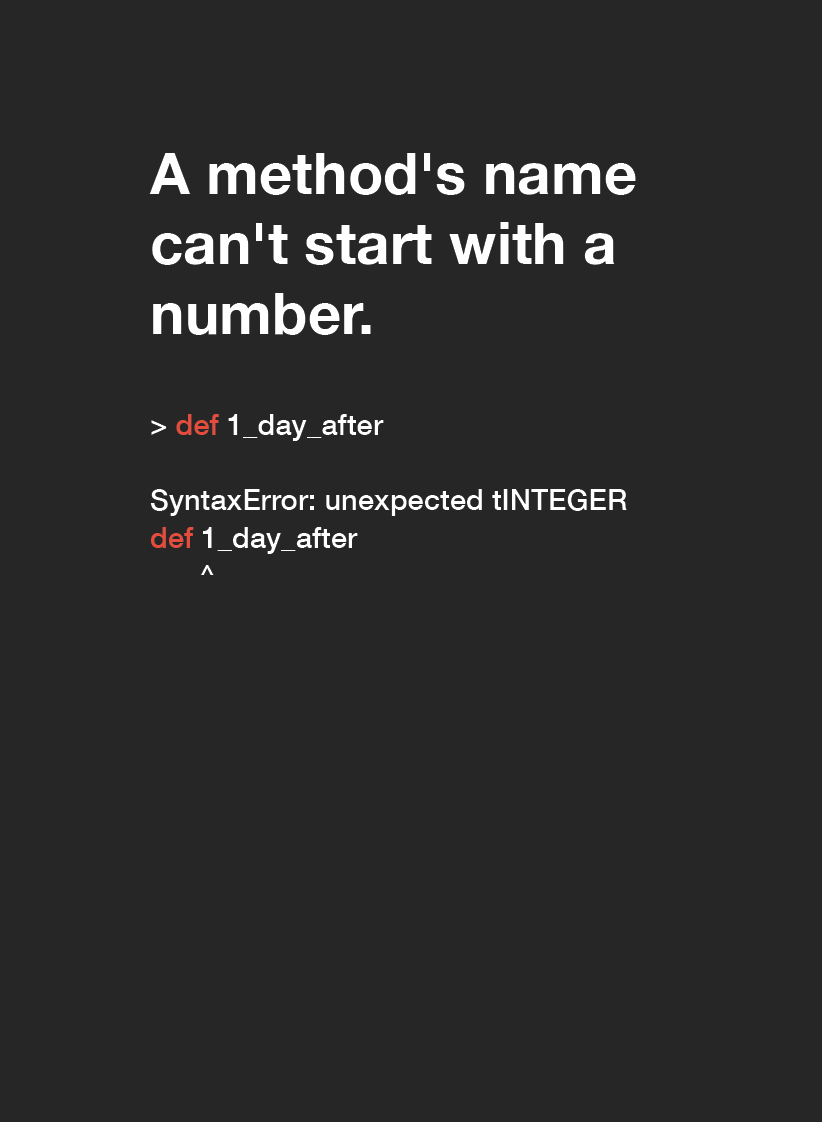 A method's name
can't start with a
number.
> def 1_day_after
SyntaxError: unexpected tINTEGER
def 1_day_after
^